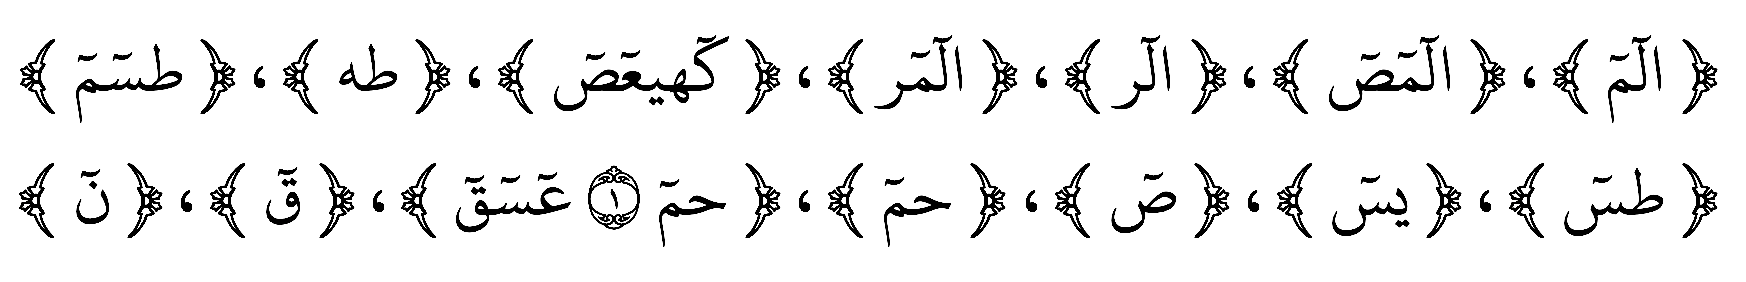 ﴿ الٓمٓ ﴾، ﴿ الٓمٓصٓ ﴾، ﴿ الٓر ﴾، ﴿ الٓمٓر ﴾، ﴿ كٓهيعٓصٓ ﴾، ﴿ طه ﴾، ﴿ طسٓمٓ ﴾
﴿ طسٓ ﴾، ﴿ يسٓ ﴾، ﴿ صٓ ﴾، ﴿ حمٓ ﴾، ﴿ حمٓ ١ عٓسٓقٓ ﴾، ﴿ قٓ ﴾، ﴿ نٓ ﴾